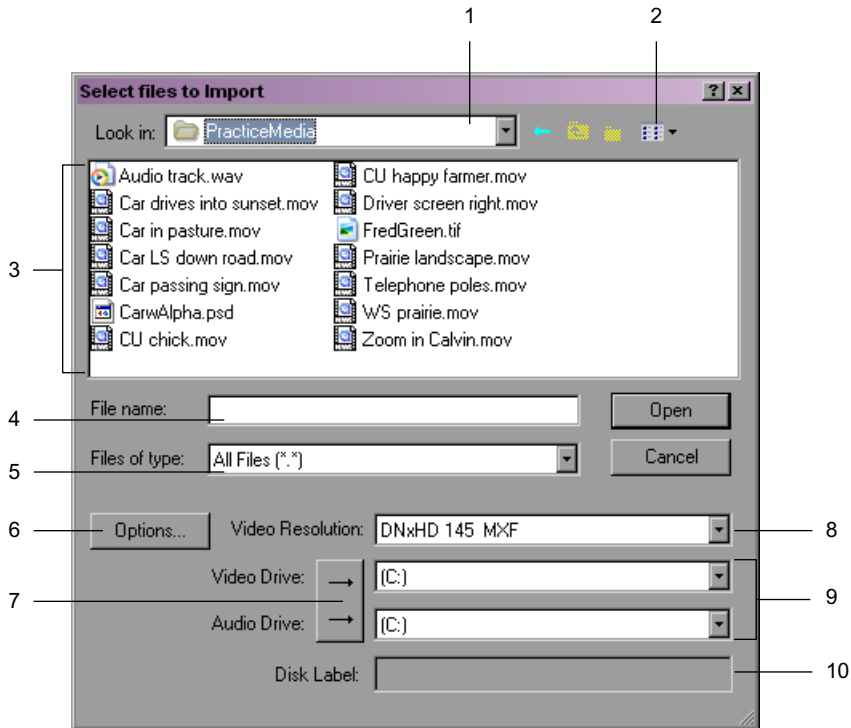 1 2
Select files to Import
Look in: PracticeMedia
Audio track.wav
Car drives into sunset.mov
Car in pasture.mov
Car LS down road.mov
Car passing sign.mov
CarwAlpha.psd
CU chick.mov
CU happy farmer.mov
Driver screen right.mov
FredGreen.tif
Prairie landscape.mov
Telephone poles.mov
WS prairie.mov
Zoom in Calvin.mov
3
File name: Open
4
Files of type: All Files (*.*) Cancel
5
6 Options... Video Resolution: DNxHD 145 MXF 8
Video Drive: (C:)
7 9
Audio Drive: (C:)
Disk Label: 10